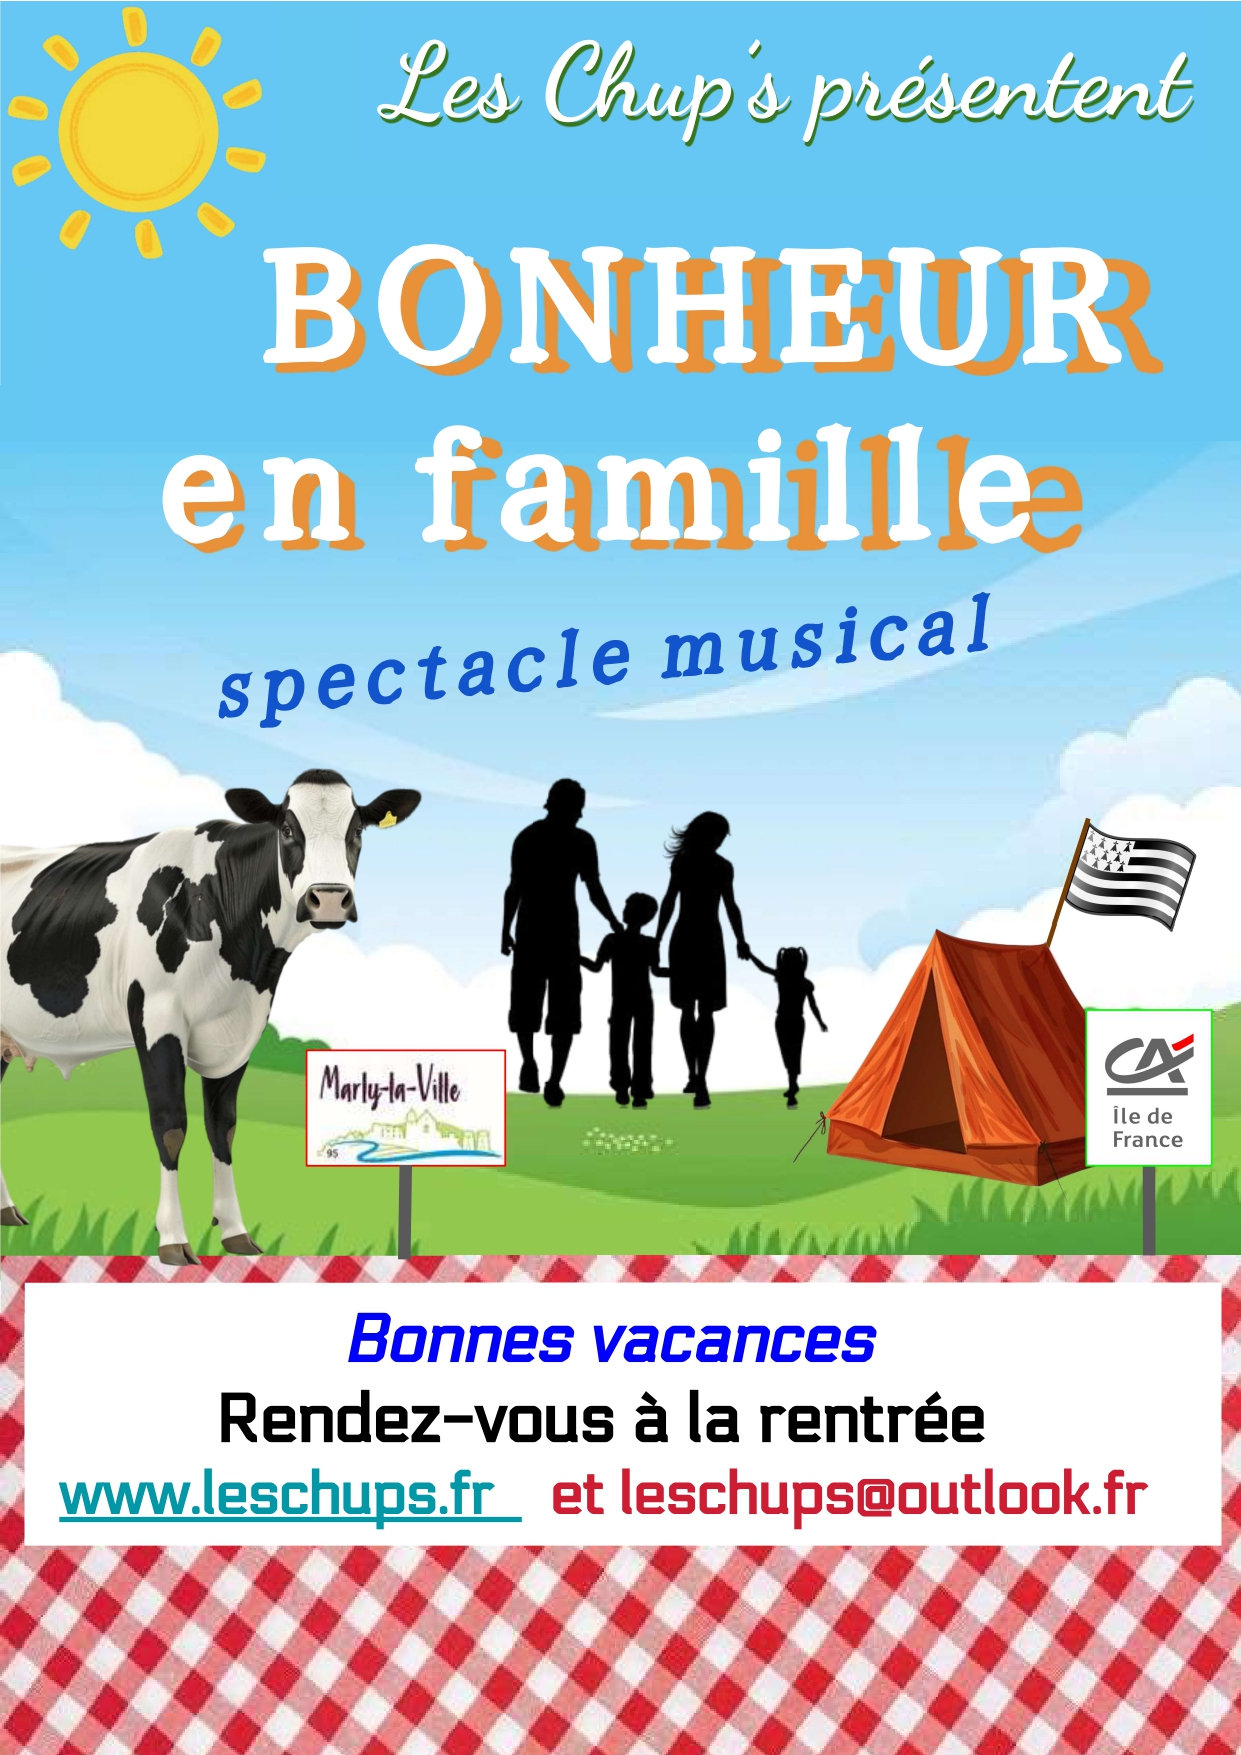 Les Chup's présentent
BONHEUR
en famille
spectacle musical
Marly-la-Ville
95
CA
Île de
France
Bonnes vacances
Rendez-vous à la rentrée
www.leschups.fr et leschups@outlook.fr